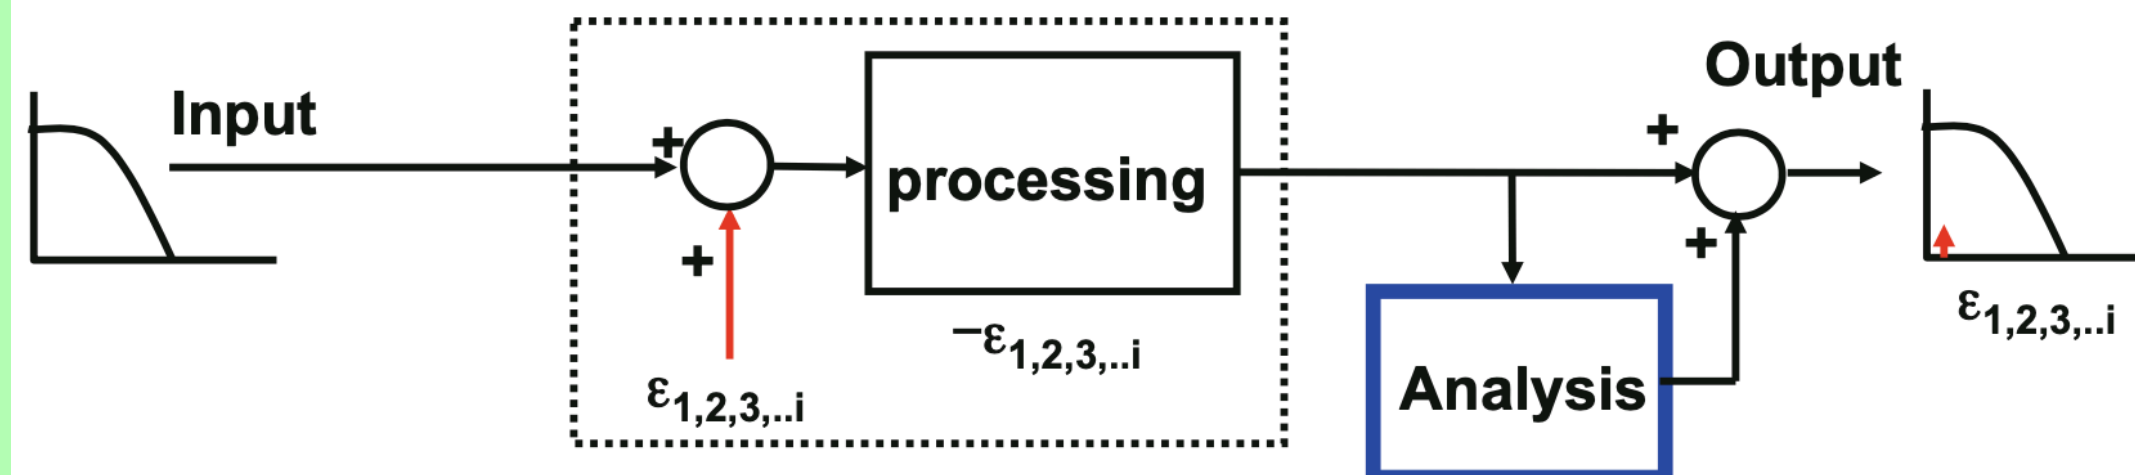 Input
+
+
ε1,2,3,..i
processing
−ε1,2,3,..i
Analysis
+
+
Output
ε1,2,3,..i